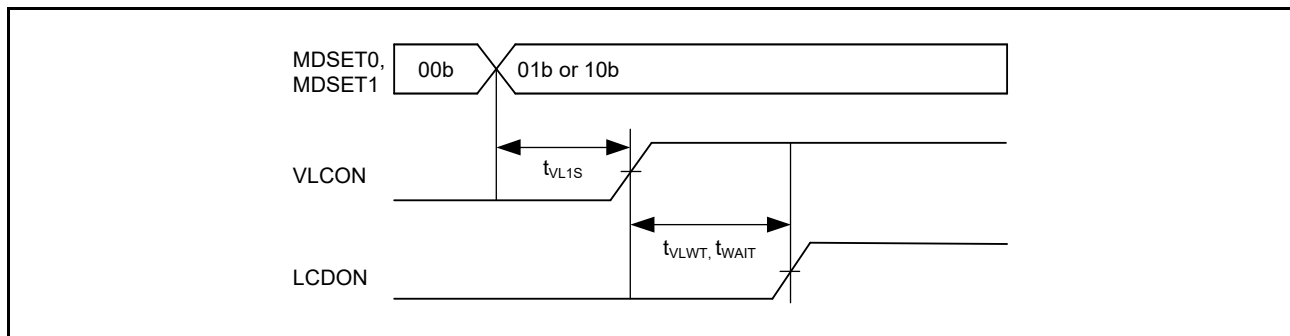 MDSET0,
MDSET1
00b
01b or 10b
tVL1S
VLCON
tVLWT, tWAIT
LCDON